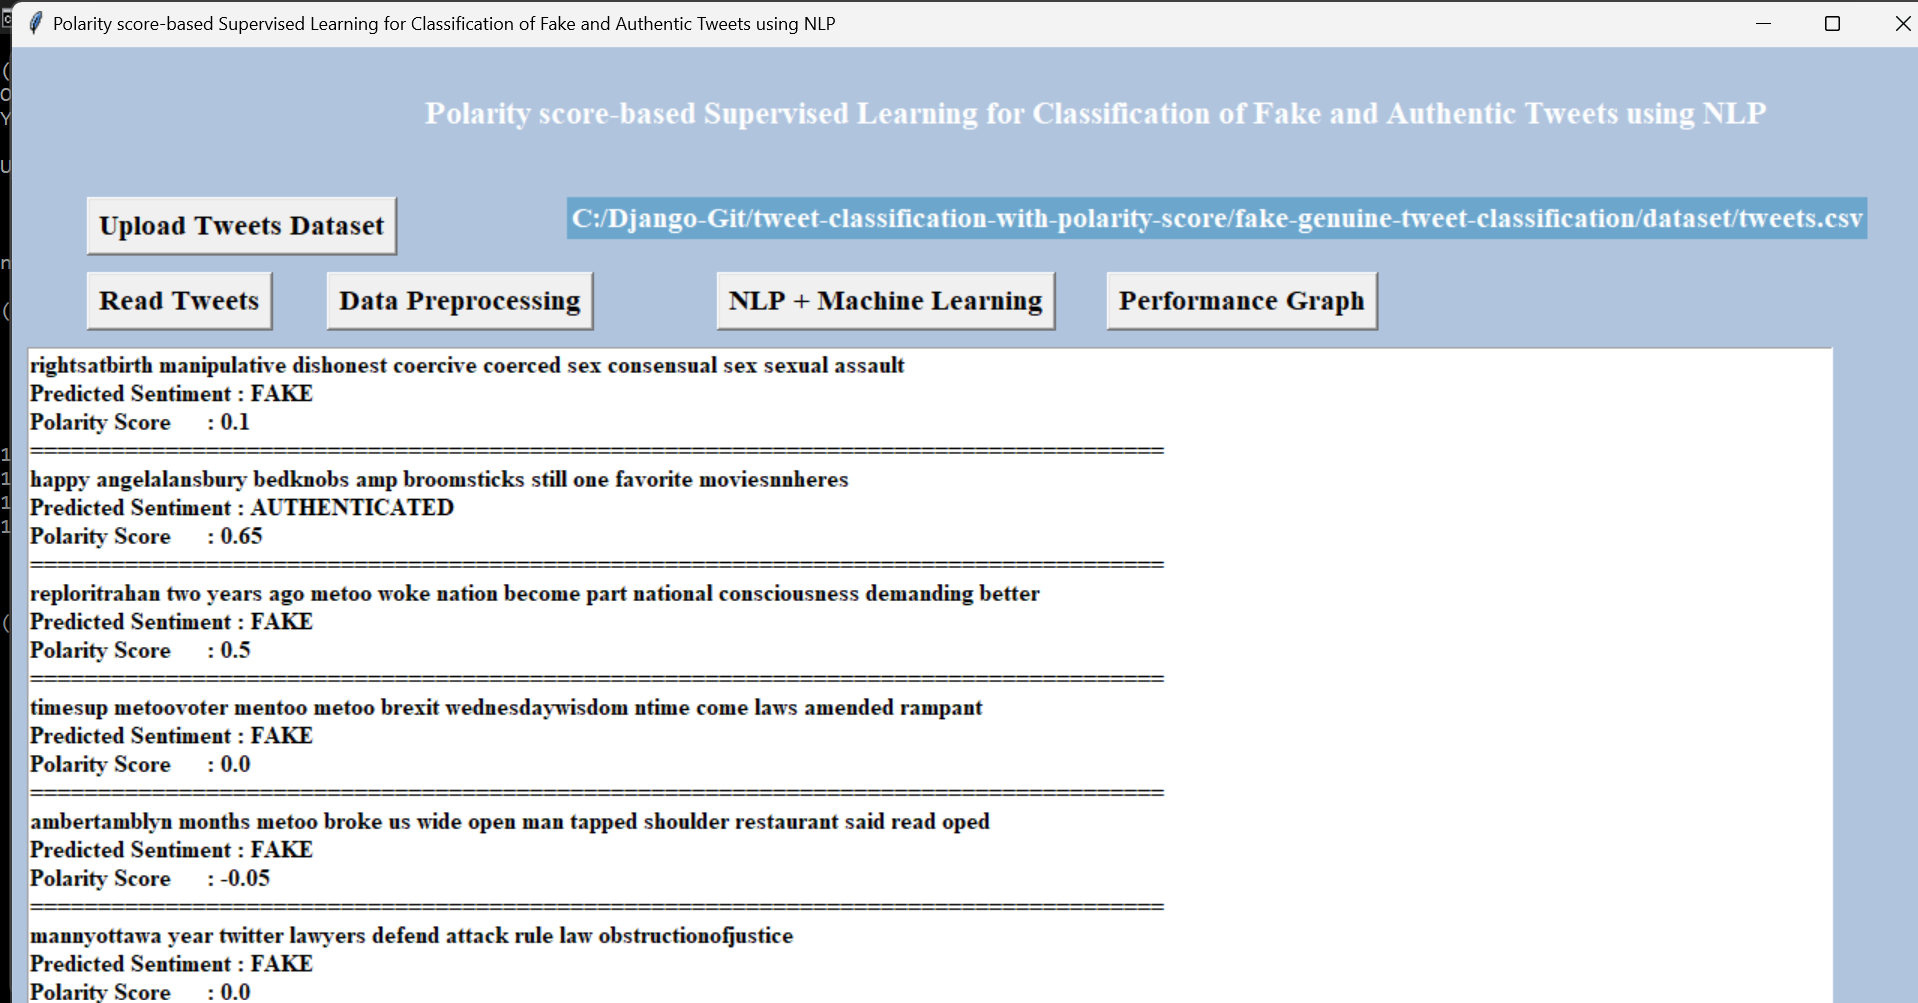 Polarity score-based Supervised Learning for Classification of Fake and Authentic Tweets using NLP
Polarity score-based Supervised Learning for Classification of Fake and Authentic Tweets using NLP
Upload Tweets Dataset
C:/Django-Git/tweet-classification-with-polarity-score/fake-genuine-tweet-classification/dataset/tweets.csv
Read Tweets Data Preprocessing NLP + Machine Learning Performance Graph
rightsatbirth manipulative dishonest coercive coerced sex consensual sex sexual assault
Predicted Sentiment : FAKE
Polarity Score : 0.1
====================================================================================
happy angelalansbury bedknobs amp broomsticks still one favorite moviesnnheres
Predicted Sentiment : AUTHENTICATED
Polarity Score : 0.65
====================================================================================
reploritrahan two years ago metoo woke nation become part national consciousness demanding better
Predicted Sentiment : FAKE
Polarity Score : 0.5
====================================================================================
timesup metoovoter mentoo metoo brexit wednesdaywisdom ntime come laws amended rampant
Predicted Sentiment : FAKE
Polarity Score : 0.0
====================================================================================
ambertamblyn months metoo broke us wide open man tapped shoulder restaurant said read oped
Predicted Sentiment : FAKE
Polarity Score : -0.05
====================================================================================
mannyottawa year twitter lawyers defend attack rule law obstructionofjustice
Predicted Sentiment : FAKE
Polarity Score : 0.0